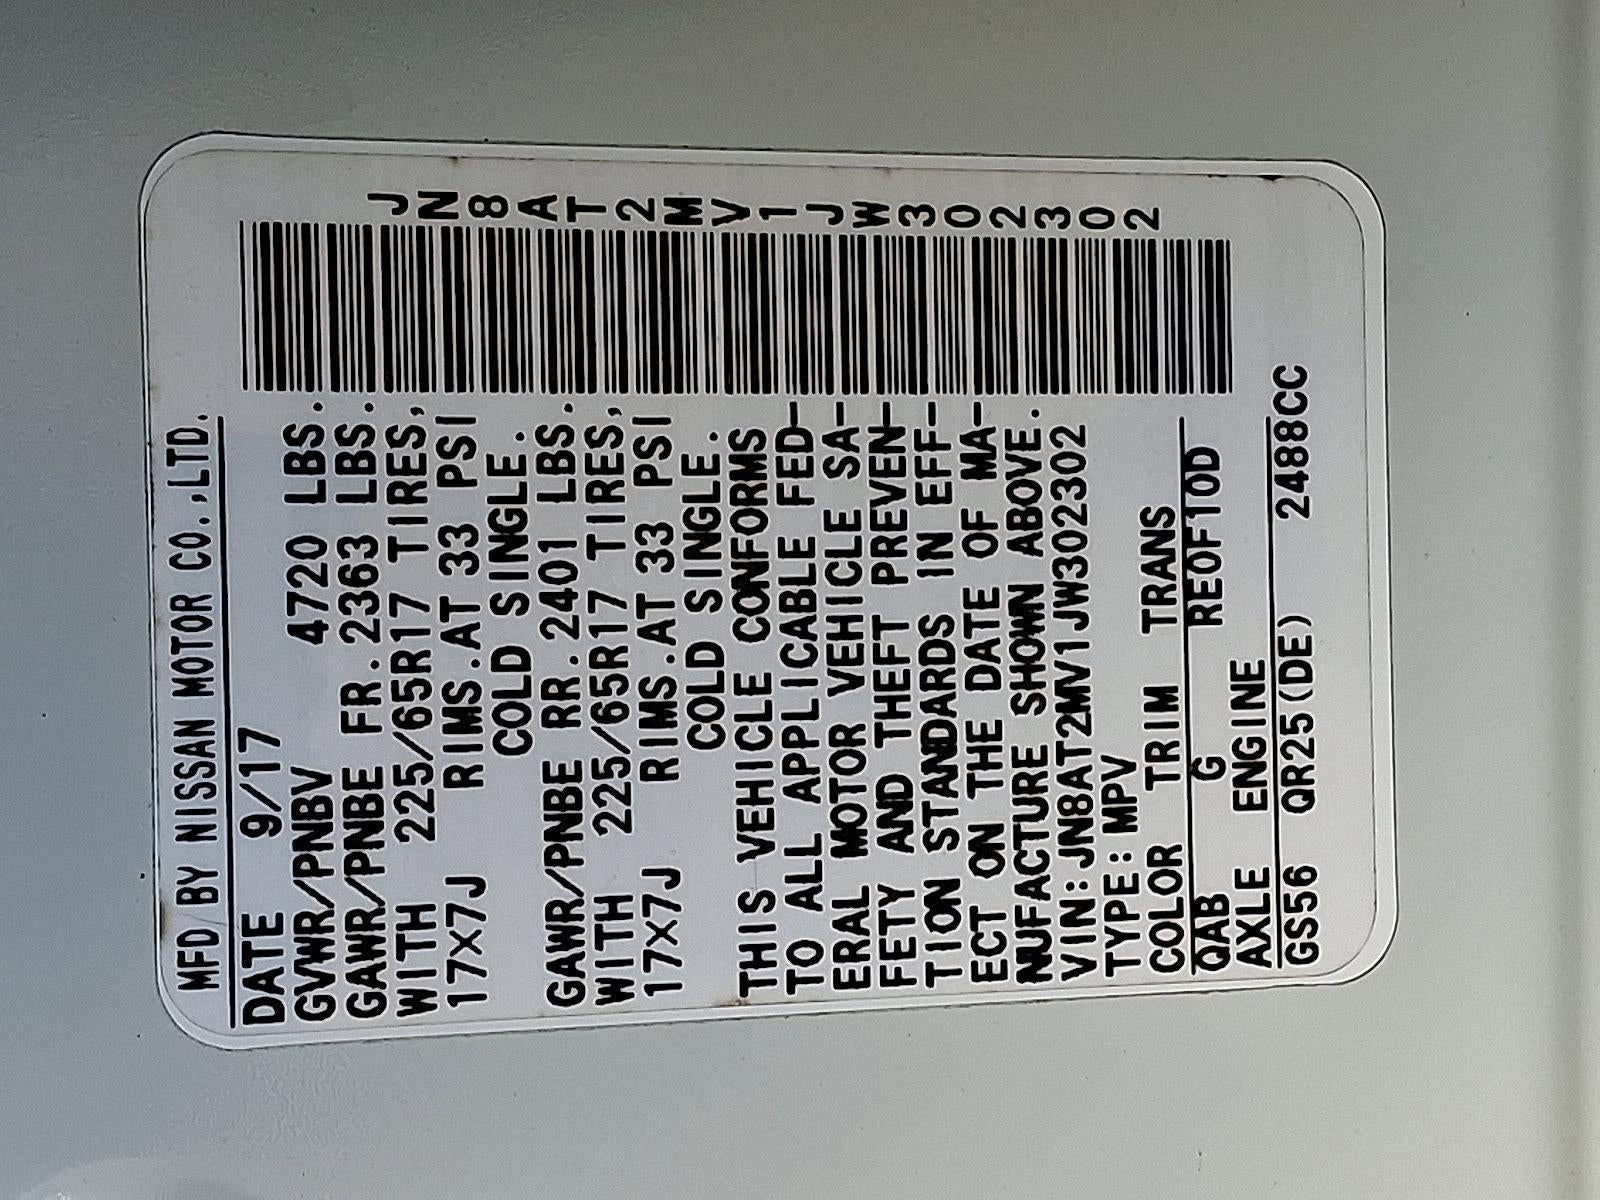 MFD BY NISSAN MOTOR CO.,LTD.
DATE 9/17
GVWR/PNBV 4720 LBS.
GAWR/PNBE FR.2363 LBS.
WITH 225/65R17 TIRES,
17×7J RIMS.AT 33 PSI
COLD SINGLE.
GAWR/PNBE RR.2401 LBS.
WITH 225/65R17 TIRES,
17×7J RIMS.AT 33 PSI
COLD SINGLE.
THIS VEHICLE CONFORMS
TO ALL APPLICABLE FED-
ERAL MOTOR VEHICLE SA-
FETY AND THEFT PREVEN-
TION STANDARDS IN EFF-
ECT ON THE DATE OF MA-
NUFACTURE SHOWN ABOVE.
VIN:JN8AT2MV1JW302302
TYPE:MPV
COLOR TRIM TRANS
QAB G RE0F10D
AXLE ENGINE
GS56 QR25(DE) 2488CC
JN8AT2MV1JW302302